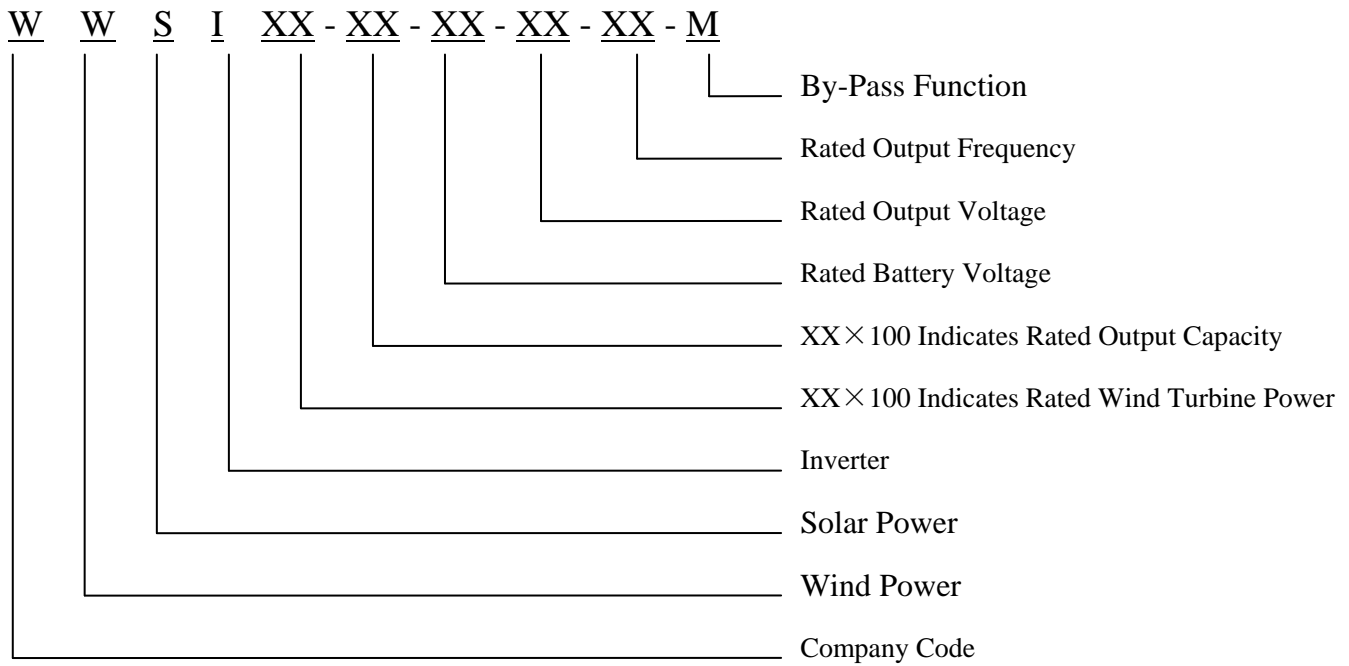 W W S I XX - XX - XX - XX - XX - M
By-Pass Function
Rated Output Frequency
Rated Output Voltage
Rated Battery Voltage
XX×100 Indicates Rated Output Capacity
XX×100 Indicates Rated Wind Turbine Power
Inverter
Solar Power
Wind Power
Company Code